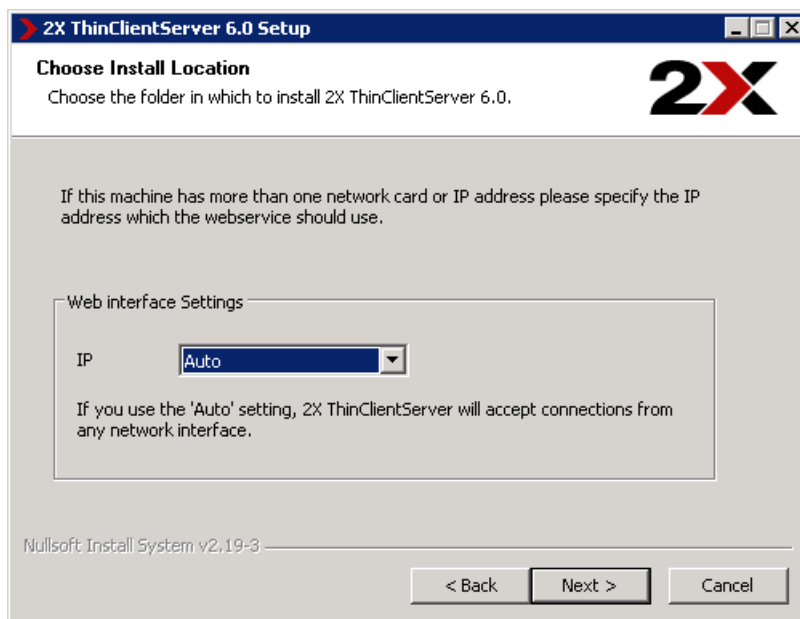 2X ThinClientServer 6.0 Setup
Choose Install Location
Choose the folder in which to install 2X ThinClientServer 6.0.
2X
If this machine has more than one network card or IP address please specify the IP
address which the webservice should use.
Web interface Settings
IP
Auto
If you use the 'Auto' setting, 2X ThinClientServer will accept connections from
any network interface.
Nullsoft Install System v2.19-3
< Back
Next >
Cancel